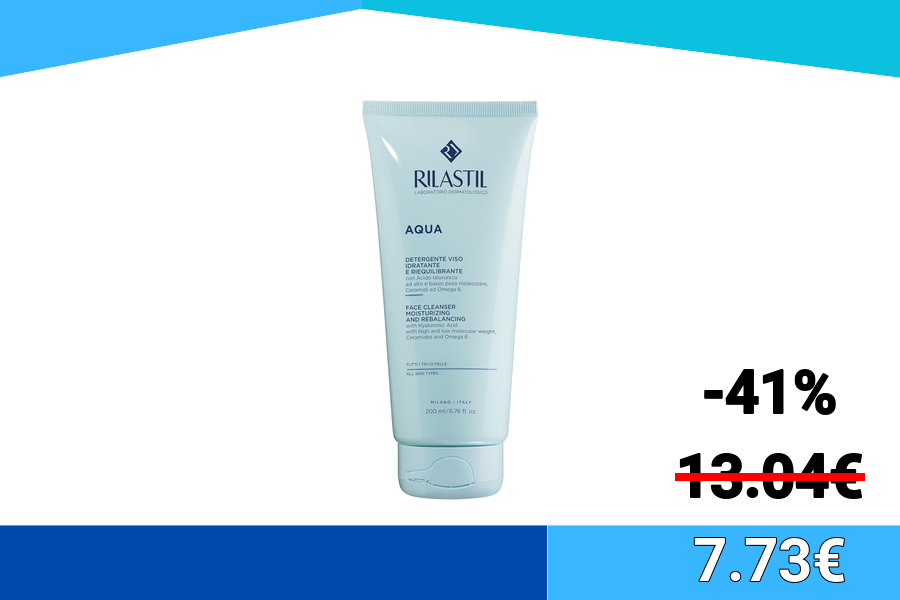 RILASTIL
LABORATORIO DERMATOLOGICO
AQUA
DETERGENTE VISO
IDRATANTE
E RIEQUILIBRANTE
con Acido Ialuronico
ad alto e basso peso molecolare,
Ceramidi ed Omega 6
FACE CLEANSER
MOISTURIZING
AND REBALANCING
with Hyaluronic Acid
with high and low molecular weight,
Ceramides and Omega 6
TUTTI I TIPI DI PELLE
ALL SKIN TYPES
MILANO | ITALY
200 ml/6.76 fl. oz.
-41%
13.04€
7.73€